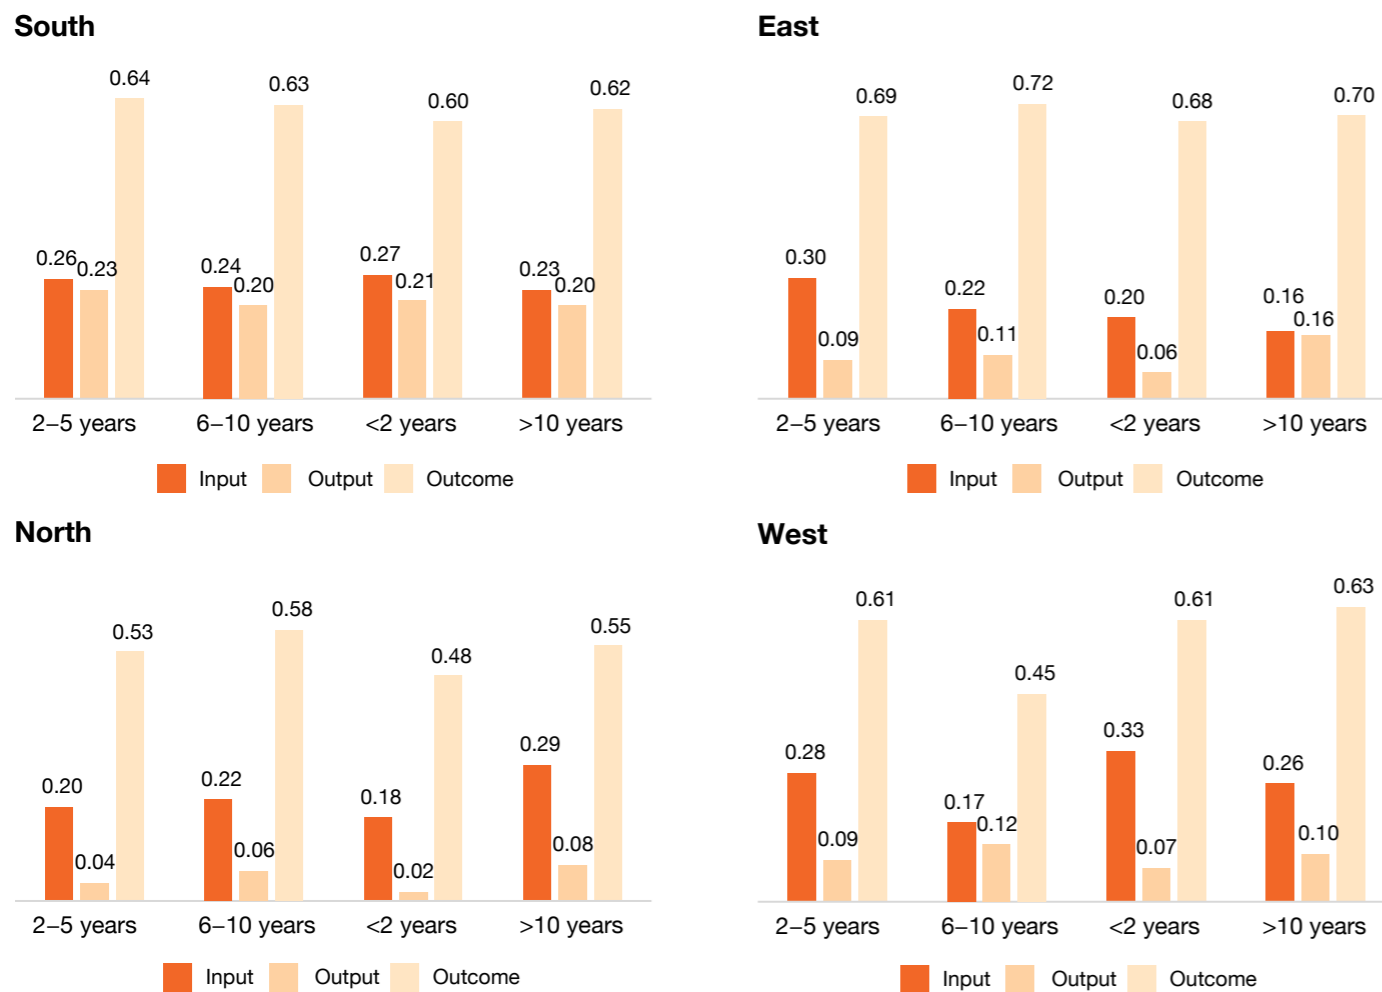 South
0.64
0.63
0.60
0.62
0.26
0.23
0.24
0.20
0.27
0.21
0.23
0.20
2–5 years
6–10 years
<2 years
>10 years
Input
Output
Outcome
East
0.69
0.72
0.68
0.70
0.30
0.09
0.22
0.11
0.20
0.06
0.16
0.16
2–5 years
6–10 years
<2 years
>10 years
Input
Output
Outcome
North
0.53
0.58
0.48
0.55
0.20
0.04
0.22
0.06
0.18
0.02
0.29
0.08
2–5 years
6–10 years
<2 years
>10 years
Input
Output
Outcome
West
0.61
0.45
0.61
0.63
0.28
0.09
0.17
0.12
0.33
0.07
0.26
0.10
2–5 years
6–10 years
<2 years
>10 years
Input
Output
Outcome